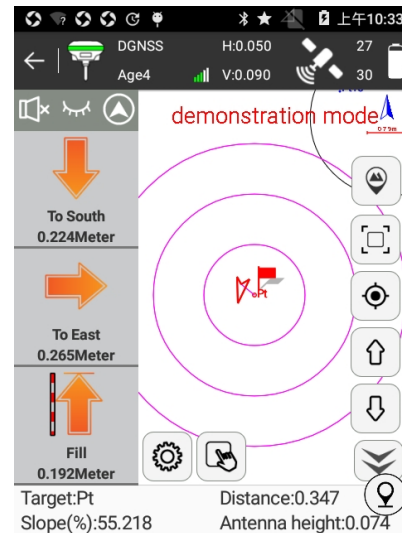 上午10:33
DGNSS H:0.050 27
Age4 V:0.090 30
demonstration mode
To South
0.224Meter
To East
0.265Meter
Fill
0.192Meter
Pt
Target:Pt Distance:0.347
Slope(%):55.218 Antenna height:0.074